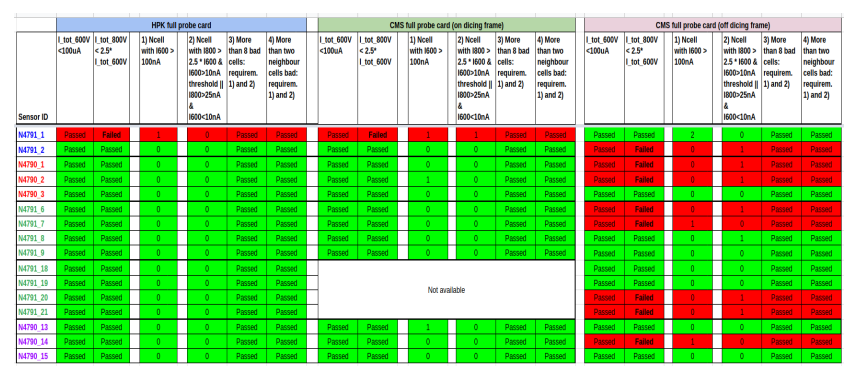 HPK full probe card CMS full probe card (on dicing frame) CMS full probe card (off dicing frame)
I_tot_600V I_tot_800V 1) Ncell 2) Ncell 3) More 4) More I_tot_600V I_tot_800V 1) Ncell 2) Ncell 3) More 4) More I_tot_600V I_tot_800V 1) Ncell 2) Ncell 3) More 4) More
<100uA < 2.5* with I600 > with I800 > than 8 bad than two <100uA < 2.5* with I600 > with I800 > than 8 bad than two <100uA < 2.5* with I600 > with I800 > than 8 bad than two
I_tot_600V 100nA 2.5 * I600 & cells: neighbour I_tot_600V 100nA 2.5 * I600 & cells: neighbour I_tot_600V 100nA 2.5 * I600 & cells: neighbour
I600>10nA requirem. cells bad: I600>10nA requirem. cells bad: I600>10nA requirem. cells bad:
threshold || 1) and 2) requirem. threshold || 1) and 2) requirem. threshold || 1) and 2) requirem.
I800>25nA 1) and 2) I800>25nA 1) and 2) I800>25nA 1) and 2)
& & &
Sensor ID I600<10nA I600<10nA I600<10nA
N4791_1 Passed Failed 1 0 Passed Passed Passed Failed 1 1 Passed Passed Passed Passed 2 0 Passed Passed
N4791_2 Passed Passed 0 0 Passed Passed Passed Passed 0 0 Passed Passed Passed Failed 0 1 Passed Passed
N4790_1 Passed Passed 0 0 Passed Passed Passed Passed 0 0 Passed Passed Passed Failed 0 1 Passed Passed
N4790_2 Passed Passed 0 0 Passed Passed Passed Passed 1 0 Passed Passed Passed Failed 0 1 Passed Passed
N4790_3 Passed Passed 0 0 Passed Passed Passed Passed 0 0 Passed Passed Passed Passed 0 0 Passed Passed
N4791_6 Passed Passed 0 0 Passed Passed Passed Passed 0 0 Passed Passed Passed Failed 0 1 Passed Passed
N4791_7 Passed Passed 0 0 Passed Passed Passed Passed 0 0 Passed Passed Passed Failed 1 0 Passed Passed
N4791_8 Passed Passed 0 0 Passed Passed Passed Passed 0 0 Passed Passed Passed Passed 0 1 Passed Passed
N4791_9 Passed Passed 0 0 Passed Passed Passed Passed 0 0 Passed Passed Passed Passed 0 0 Passed Passed
N4791_18 Passed Passed 0 0 Passed Passed Passed Passed 0 0 Passed Passed
N4791_19 Passed Passed 0 0 Passed Passed Passed Passed 0 0 Passed Passed
Not available
N4791_20 Passed Passed 0 0 Passed Passed Passed Failed 0 1 Passed Passed
N4791_21 Passed Passed 0 0 Passed Passed Passed Failed 0 1 Passed Passed
N4790_13 Passed Passed 0 0 Passed Passed Passed Passed 1 0 Passed Passed Passed Passed 0 0 Passed Passed
N4790_14 Passed Passed 0 0 Passed Passed Passed Passed 0 0 Passed Passed Passed Failed 1 0 Passed Passed
N4790_15 Passed Passed 0 0 Passed Passed Passed Passed 0 0 Passed Passed Passed Passed 0 0 Passed Passed